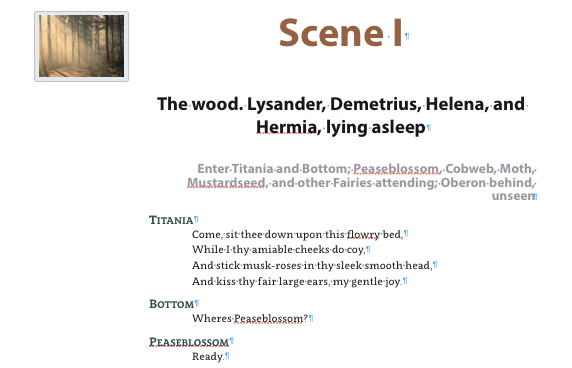 Scene I
The wood. Lysander, Demetrius, Helena, and
Hermia, lying asleep
Enter Titania and Bottom; Peaseblossom, Cobweb, Moth,
Mustardseed, and other Fairies attending; Oberon behind,
unseen
Titania
Come, sit thee down upon this flowry bed,
While I thy amiable cheeks do coy,
And stick musk-roses in thy sleek smooth head,
And kiss thy fair large ears, my gentle joy.
Bottom
Wheres Peaseblossom?
Peaseblossom
Ready.